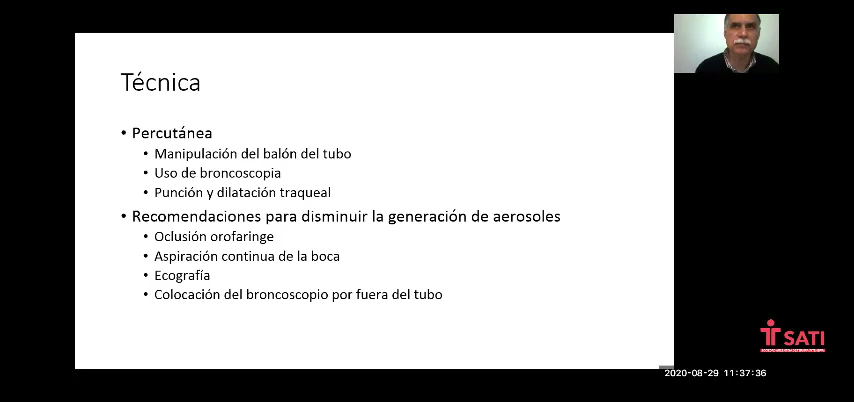 Técnica
• Percutánea
• Manipulación del balón del tubo
• Uso de broncoscopia
• Punción y dilatación traqueal
• Recomendaciones para disminuir la generación de aerosoles
• Oclusión orofaringe
• Aspiración continua de la boca
• Ecografía
• Colocación del broncoscopio por fuera del tubo
SATI
2020-08-29 11:37:36